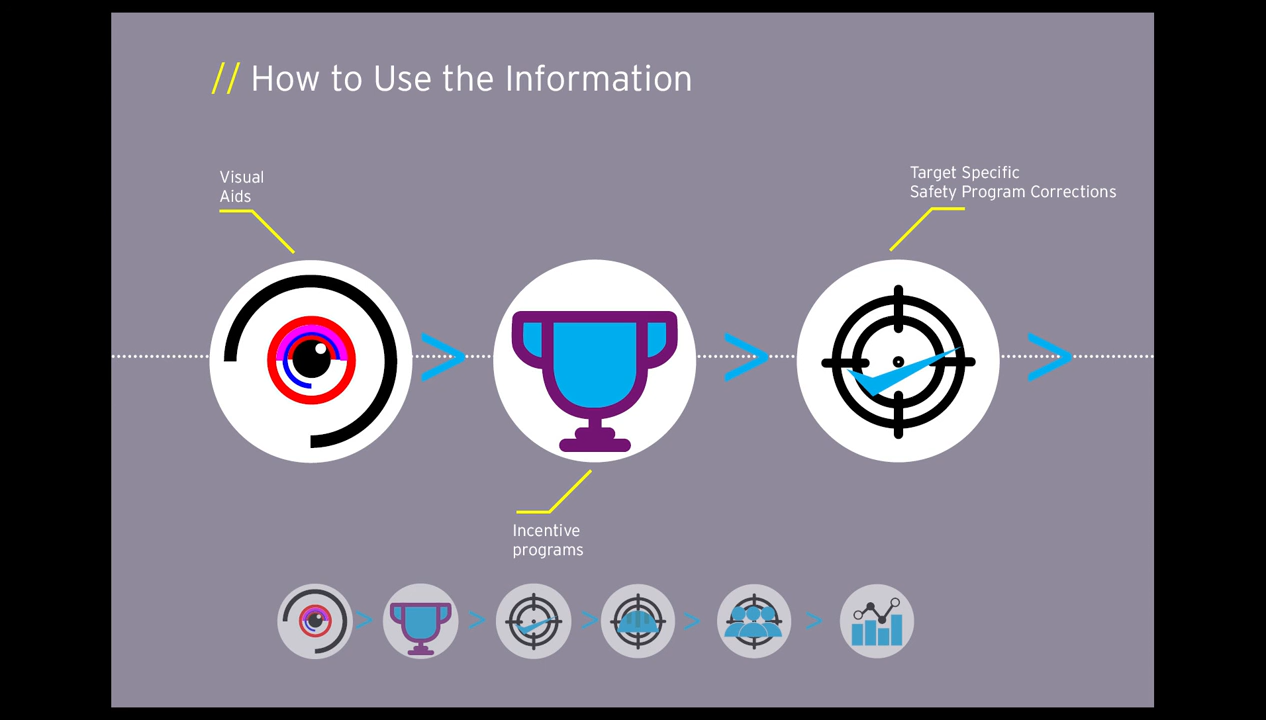 // How to Use the Information
Visual
Aids
Target Specific
Safety Program Corrections
Incentive
programs